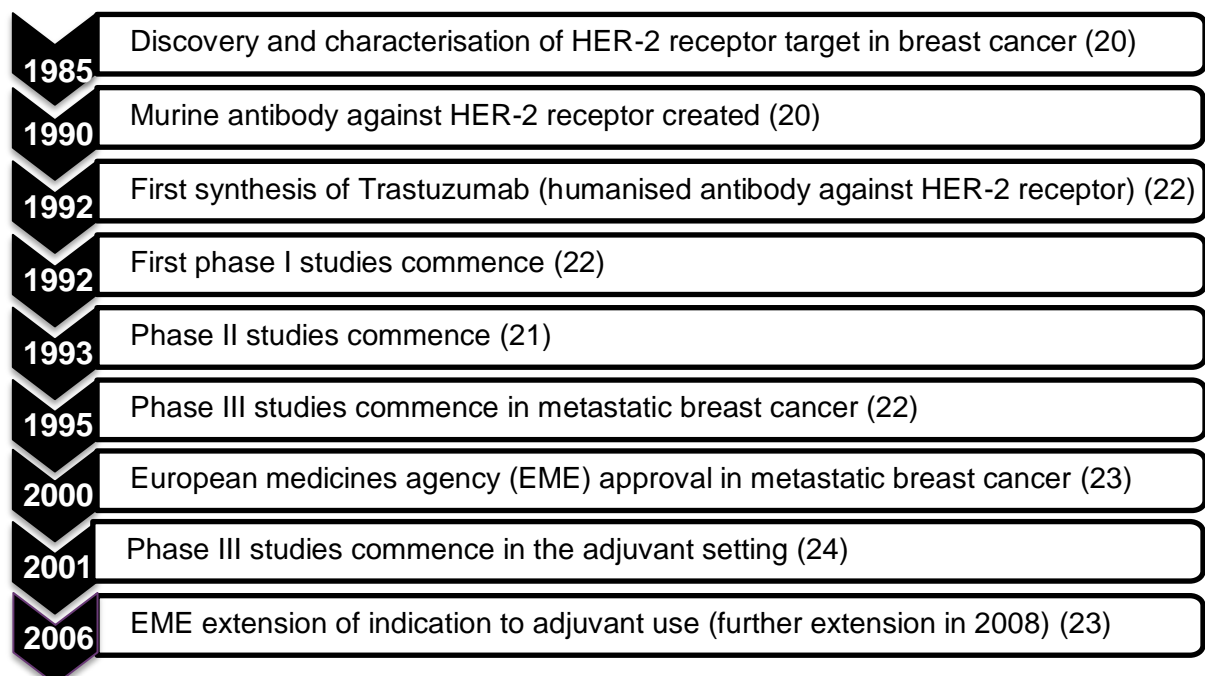 Discovery and characterisation of HER-2 receptor target in breast cancer (20)
1985
Murine antibody against HER-2 receptor created (20)
1990
First synthesis of Trastuzumab (humanised antibody against HER-2 receptor) (22)
1992
First phase I studies commence (22)
1992
Phase II studies commence (21)
1993
Phase III studies commence in metastatic breast cancer (22)
1995
European medicines agency (EME) approval in metastatic breast cancer (23)
2000
Phase III studies commence in the adjuvant setting (24)
2001
EME extension of indication to adjuvant use (further extension in 2008) (23)
2006